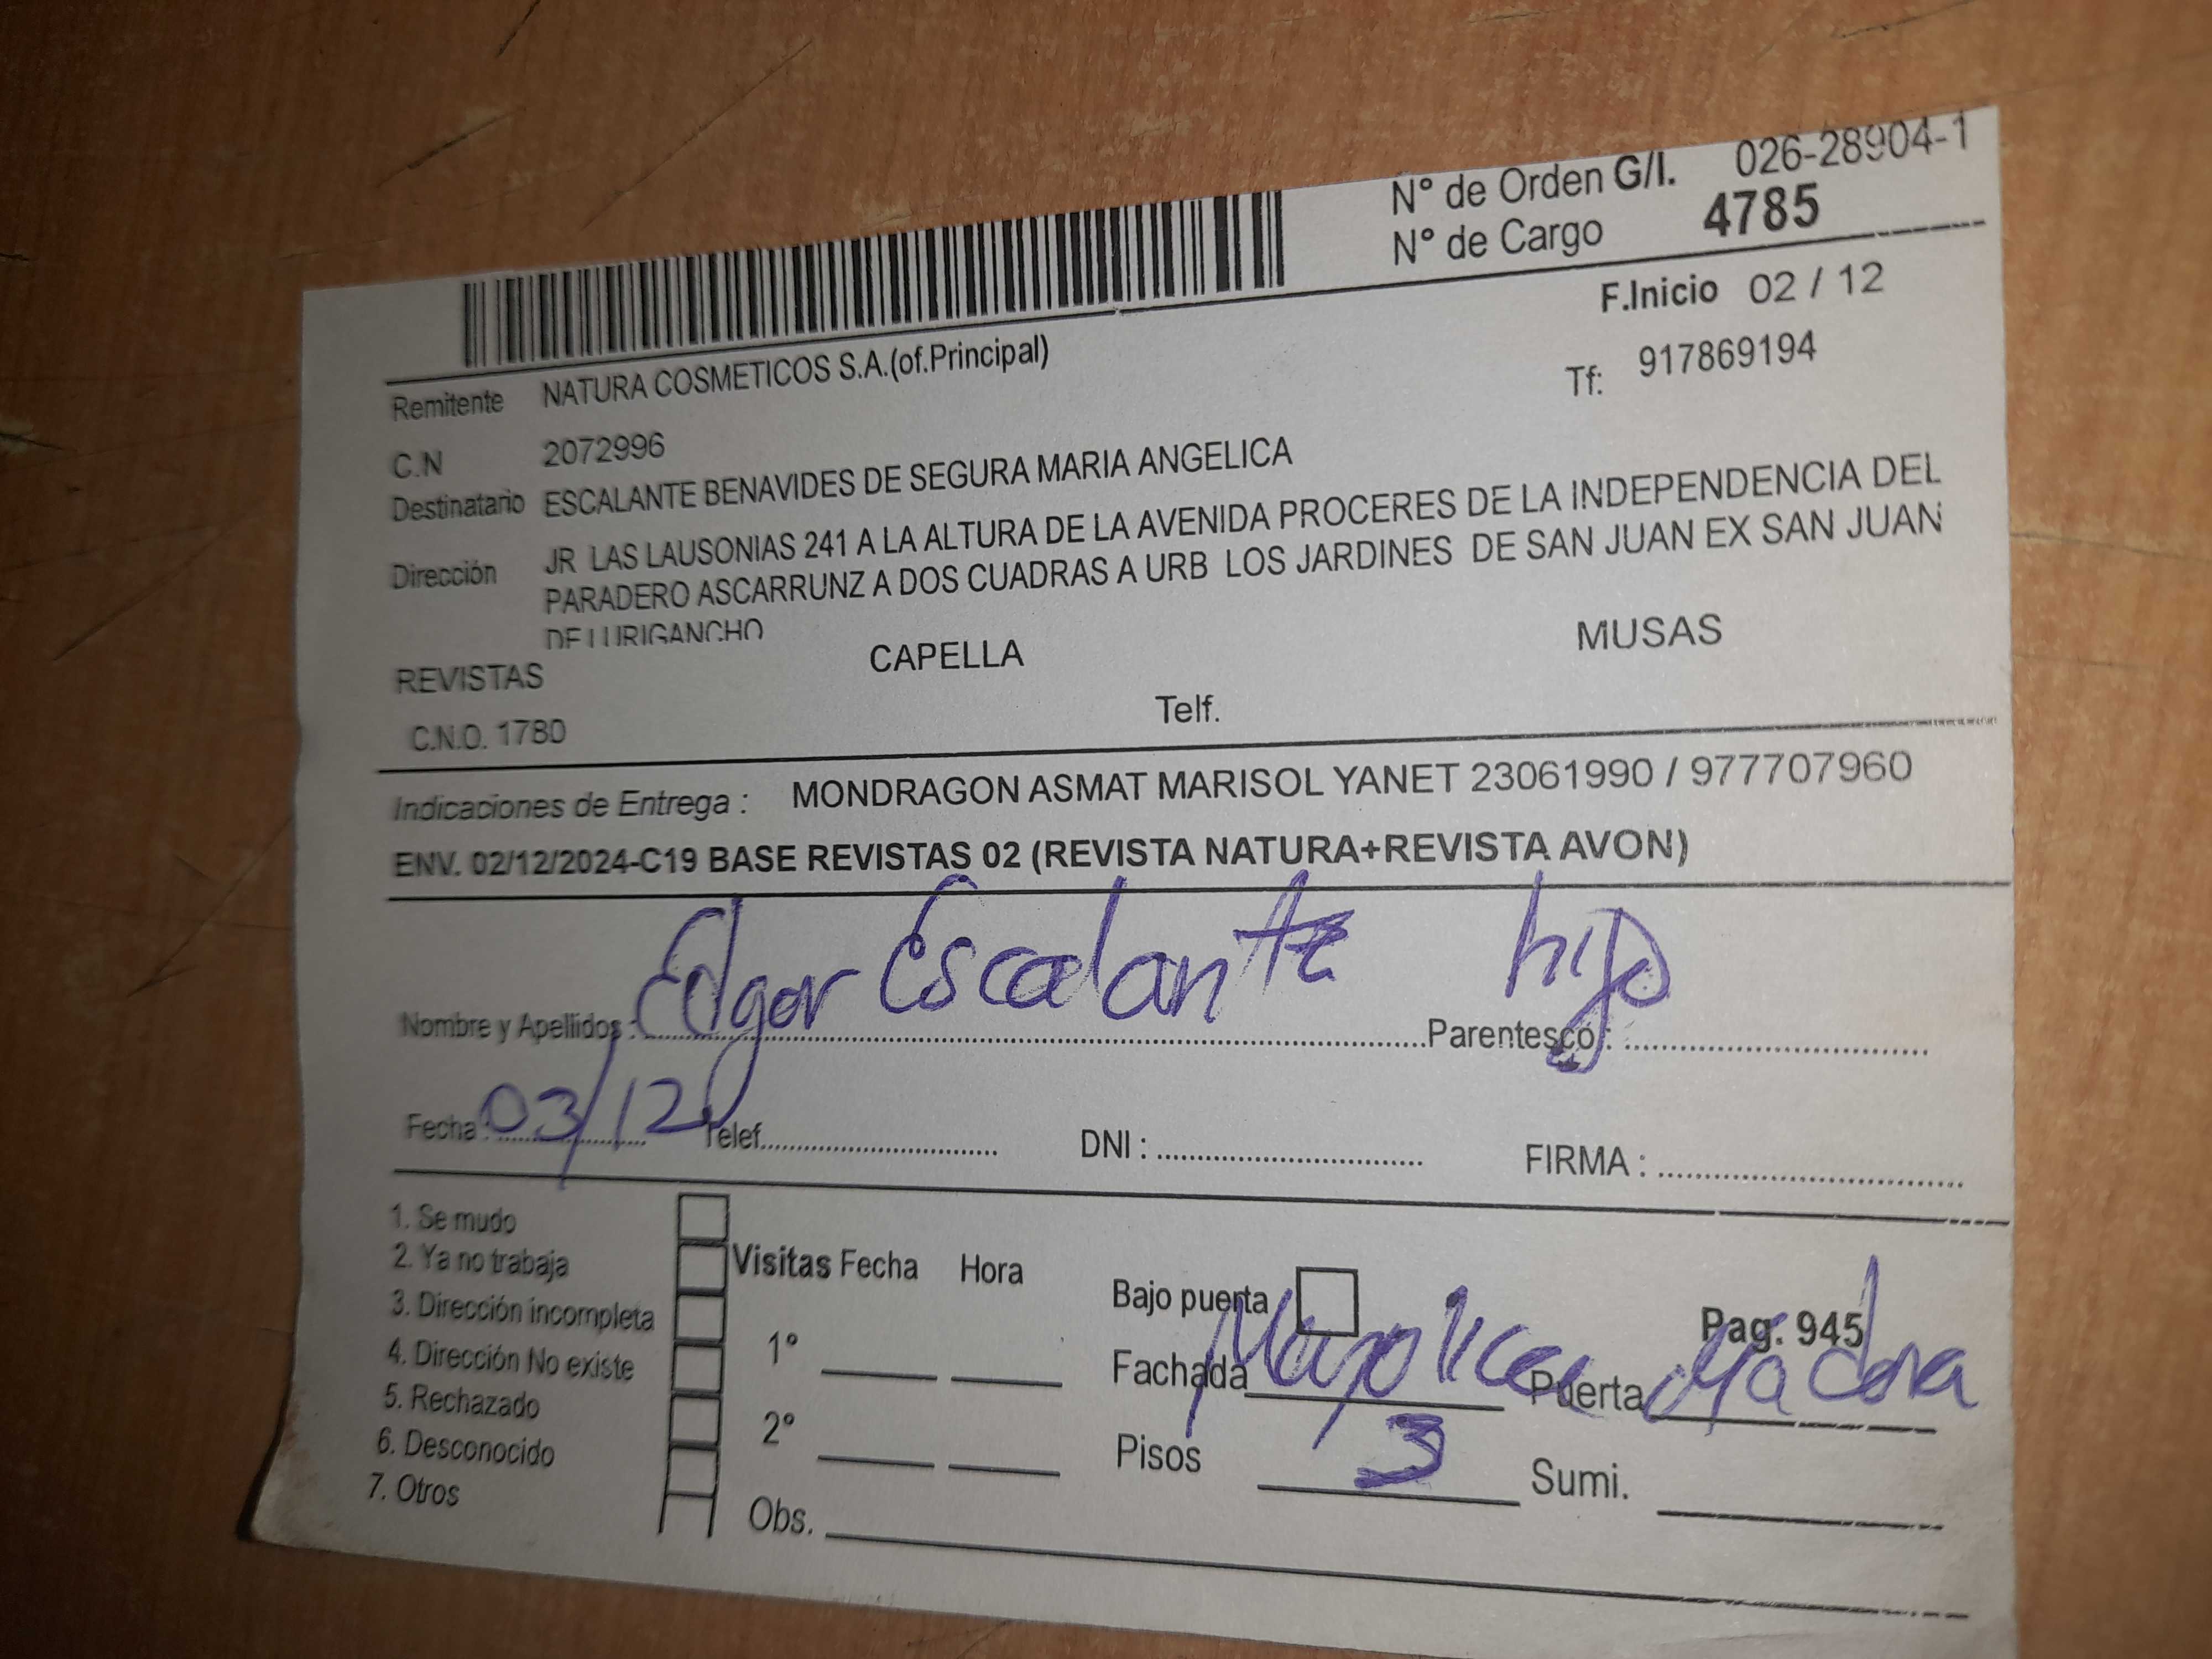 N° de Orden G/I. 026-28904-1
N° de Cargo 4785
F.Inicio 02 / 12
Remitente NATURA COSMETICOS S.A.(of.Principal)
Tf: 917869194
C.N 2072996
Destinatario ESCALANTE BENAVIDES DE SEGURA MARIA ANGELICA
Dirección JR LAS LAUSONIAS 241 A LA ALTURA DE LA AVENIDA PROCERES DE LA INDEPENDENCIA DEL
PARADERO ASCARRUNZ A DOS CUADRAS A URB LOS JARDINES DE SAN JUAN EX SAN JUAN
DE LURIGANCHO
REVISTAS CAPELLA MUSAS
C.N.O. 1780 Telf.
Indicaciones de Entrega : MONDRAGON ASMAT MARISOL YANET 23061990 / 977707960
ENV. 02/12/2024-C19 BASE REVISTAS 02 (REVISTA NATURA+REVISTA AVON)
Nombre y Apellidos : Edgar Escalante Parentesco : hijo
Fecha : 03/12 Telef. DNI : FIRMA :
1. Se mudo
2. Ya no trabaja
3. Dirección incompleta
4. Dirección No existe
5. Rechazado
6. Desconocido
7. Otros
Visitas Fecha Hora
1°
2°
Obs.
Bajo puerta Pag. 945
Fachada Mayolica Puerta Madera
Pisos 3 Sumi.